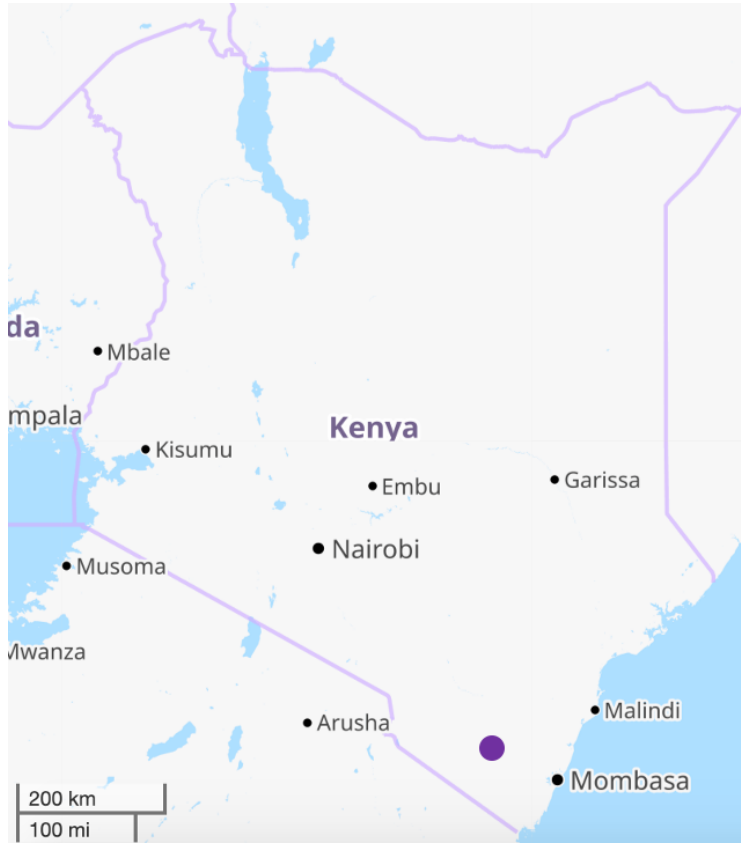 da
Mbale
mpala
Kenya
Kisumu
Embu
Garissa
Nairobi
Musoma
Mwanza
Malindi
Arusha
Mombasa
200 km
100 mi